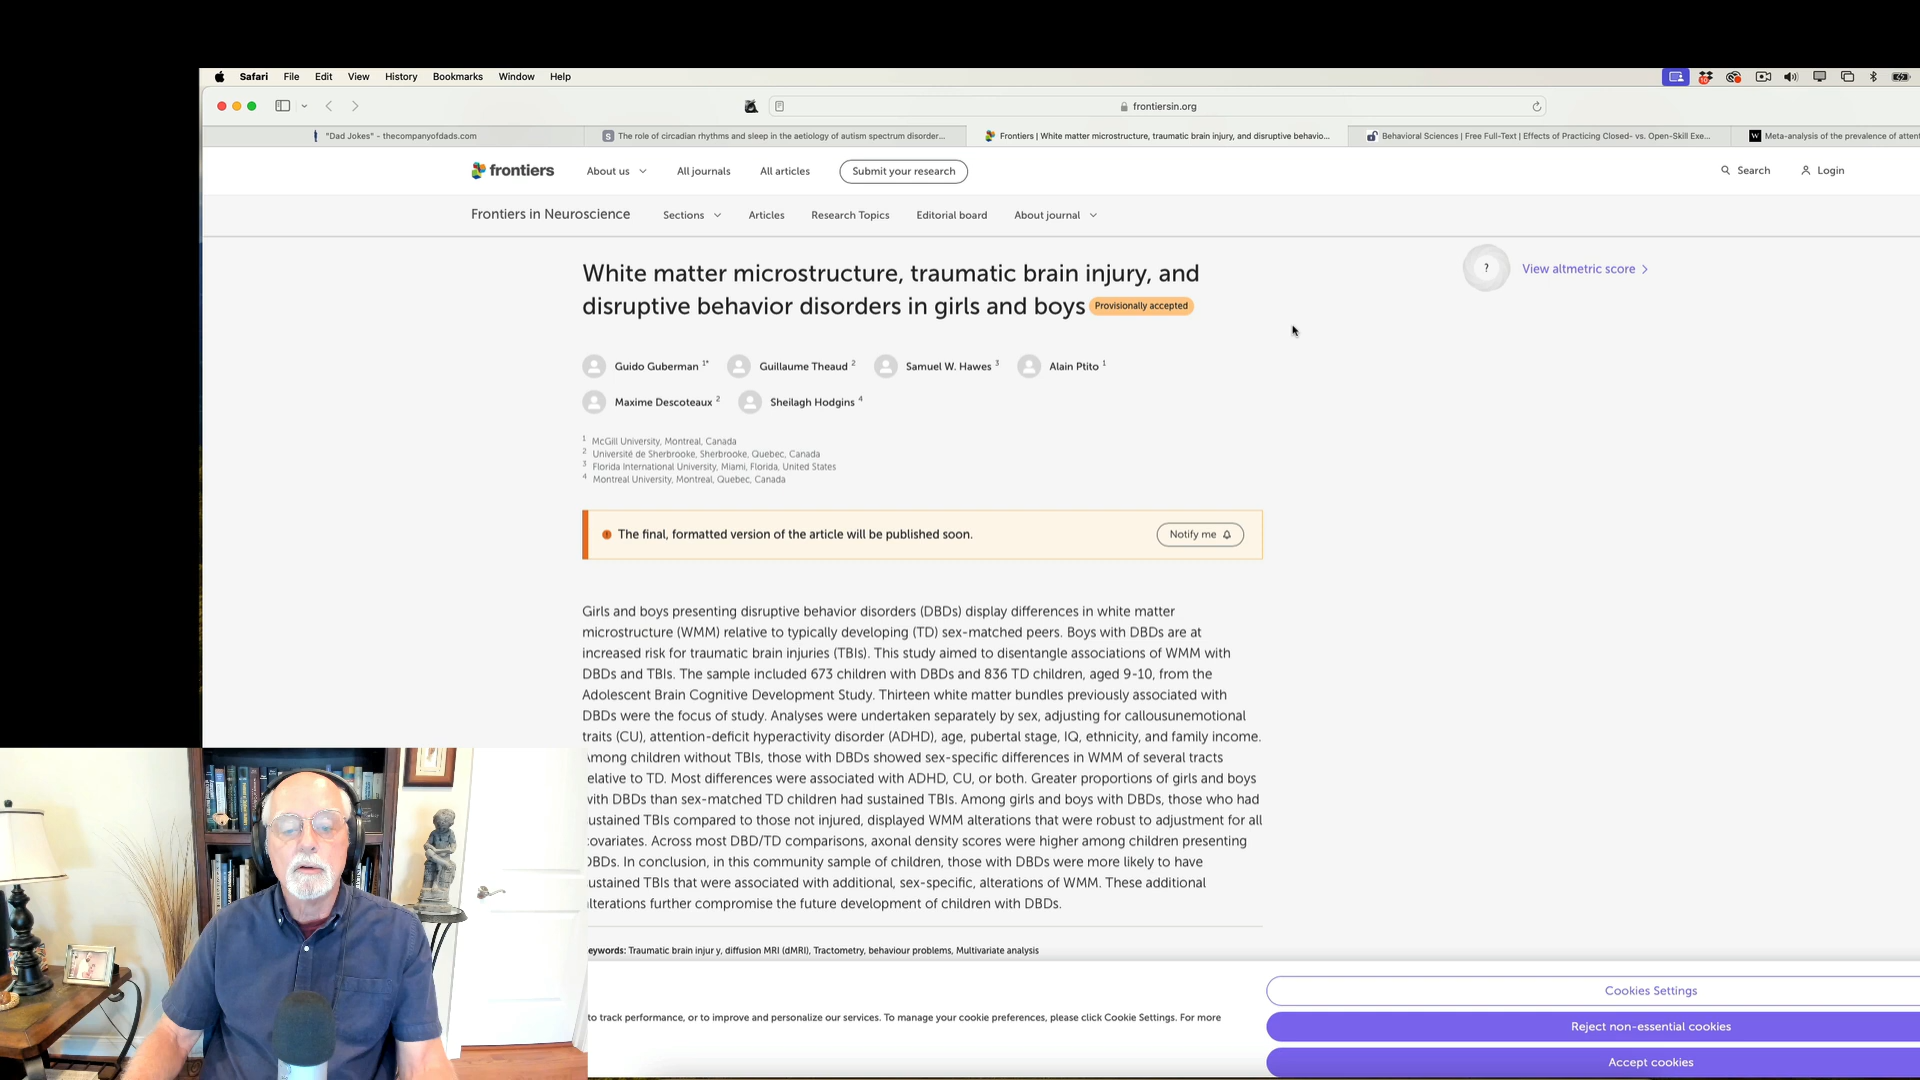 Safari File Edit View History Bookmarks Window Help
frontiersin.org
"Dad Jokes" - thecompanyofdads.com
The role of circadian rhythms and sleep in the aetiology of autism spectrum disorder...
Frontiers | White matter microstructure, traumatic brain injury, and disruptive behavio...
Behavioral Sciences | Free Full-Text | Effects of Practicing Closed- vs. Open-Skill Exe...
Meta-analysis of the prevalence of attent
frontiers About us All journals All articles Submit your research Search Login
Frontiers in Neuroscience Sections Articles Research Topics Editorial board About journal
White matter microstructure, traumatic brain injury, and
disruptive behavior disorders in girls and boys Provisionally accepted
? View altmetric score
Guido Guberman 1* Guillaume Theaud 2 Samuel W. Hawes 3 Alain Ptito 1
Maxime Descoteaux 2 Sheilagh Hodgins 4
1 McGill University, Montreal, Canada
2 Université de Sherbrooke, Sherbrooke, Quebec, Canada
3 Florida International University, Miami, Florida, United States
4 Montreal University, Montreal, Quebec, Canada
The final, formatted version of the article will be published soon. Notify me
Girls and boys presenting disruptive behavior disorders (DBDs) display differences in white matter
microstructure (WMM) relative to typically developing (TD) sex-matched peers. Boys with DBDs are at
increased risk for traumatic brain injuries (TBIs). This study aimed to disentangle associations of WMM with
DBDs and TBIs. The sample included 673 children with DBDs and 836 TD children, aged 9-10, from the
Adolescent Brain Cognitive Development Study. Thirteen white matter bundles previously associated with
DBDs were the focus of study. Analyses were undertaken separately by sex, adjusting for callousunemotional
traits (CU), attention-deficit hyperactivity disorder (ADHD), age, pubertal stage, IQ, ethnicity, and family income.
Among children without TBIs, those with DBDs showed sex-specific differences in WMM of several tracts
elative to TD. Most differences were associated with ADHD, CU, or both. Greater proportions of girls and boys
with DBDs than sex-matched TD children had sustained TBIs. Among girls and boys with DBDs, those who had
ustained TBIs compared to those not injured, displayed WMM alterations that were robust to adjustment for all
ovariates. Across most DBD/TD comparisons, axonal density scores were higher among children presenting
DBDs. In conclusion, in this community sample of children, those with DBDs were more likely to have
ustained TBIs that were associated with additional, sex-specific, alterations of WMM. These additional
lterations further compromise the future development of children with DBDs.
eywords: Traumatic brain injur y, diffusion MRI (dMRI), Tractometry, behaviour problems, Multivariate analysis
to track performance, or to improve and personalize our services. To manage your cookie preferences, please click Cookie Settings. For more
Cookies Settings
Reject non-essential cookies
Accept cookies